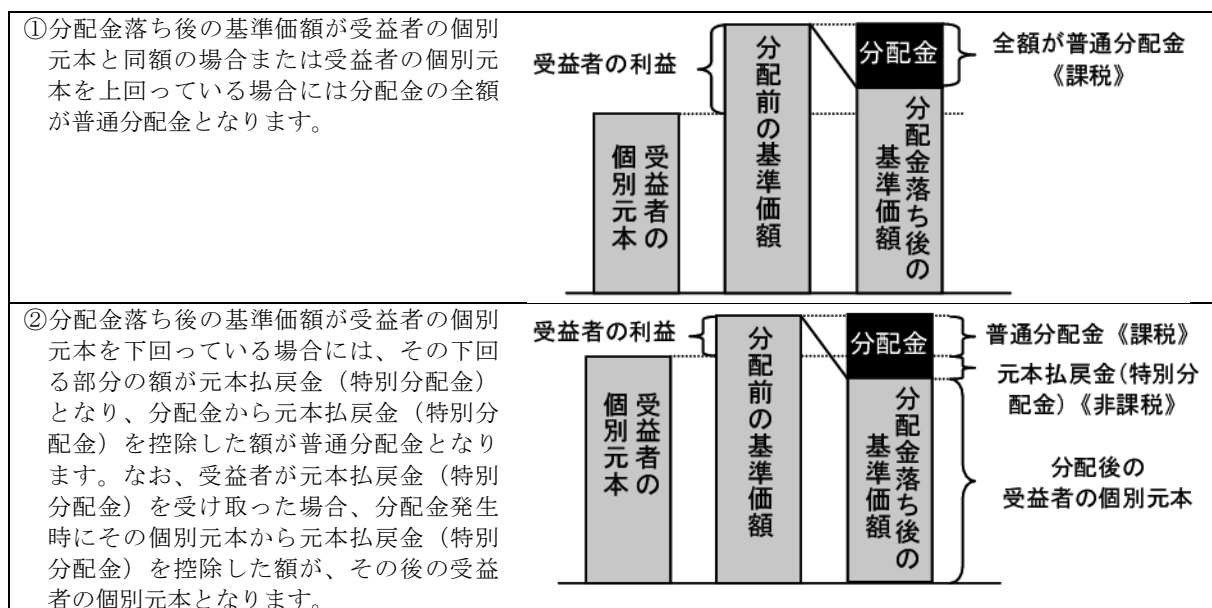 ①分配金落ち後の基準価額が受益者の個別
元本と同額の場合または受益者の個別元
本を上回っている場合には分配金の全額
が普通分配金となります。
受益者の利益
受益者の
個別元本
分配前の基準価額
分配金
分配金落ち後の
基準価額
全額が普通分配金
《課税》
②分配金落ち後の基準価額が受益者の個別
元本を下回っている場合には、その下回
る部分の額が元本払戻金（特別分配金）
となり、分配金から元本払戻金（特別分
配金）を控除した額が普通分配金となり
ます。なお、受益者が元本払戻金（特別
分配金）を受け取った場合、分配金発生
時にその個別元本から元本払戻金（特別
分配金）を控除した額が、その後の受益
者の個別元本となります。
受益者の利益
受益者の
個別元本
分配前の基準価額
分配金
分配金落ち後の
基準価額
普通分配金《課税》
元本払戻金（特別分
配金）《非課税》
分配後の
受益者の個別元本